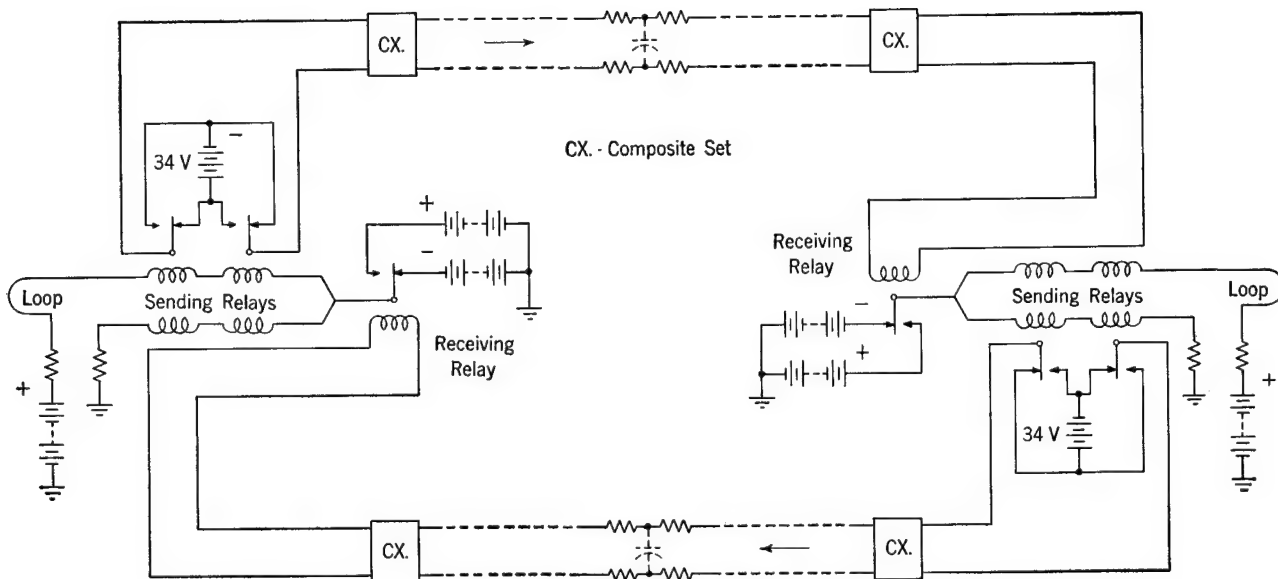 CX.
CX.
34 V
−
CX. - Composite Set
+
−
Receiving
Relay
Loop
Sending Relays
Receiving
Relay
−
+
Sending Relays
Loop
+
+
34 V
CX.
CX.